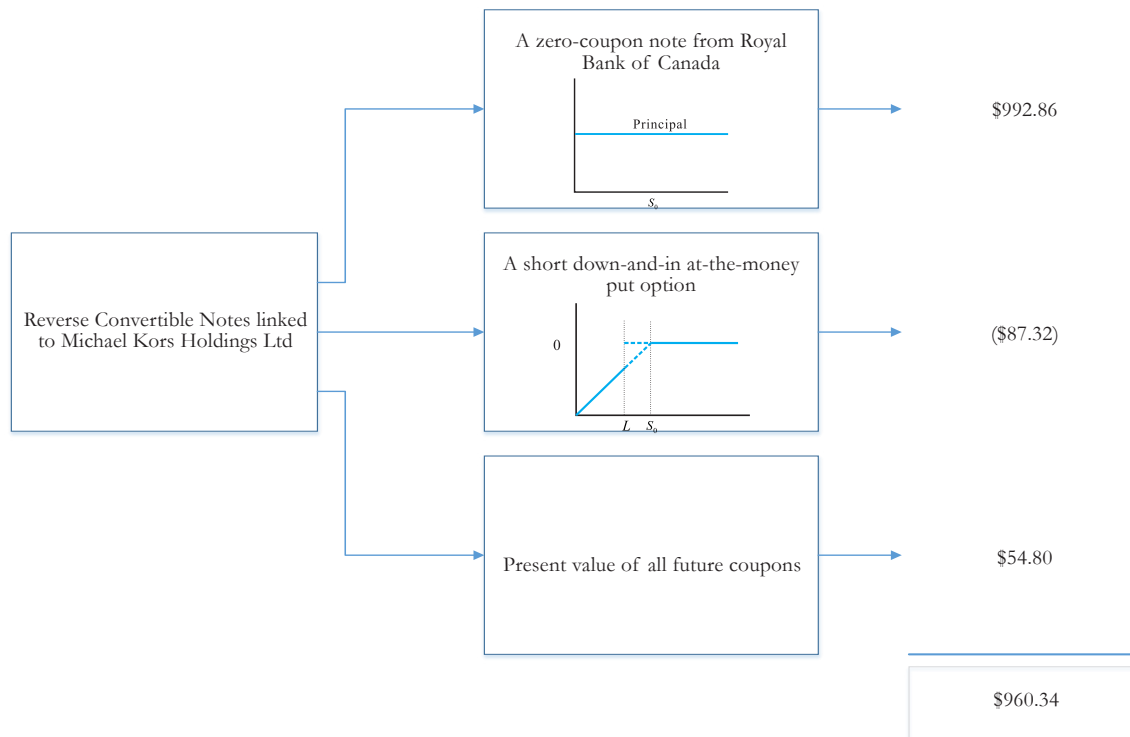 A zero-coupon note from Royal
Bank of Canada
Principal
S₀
$992.86
Reverse Convertible Notes linked
to Michael Kors Holdings Ltd
A short down-and-in at-the-money
put option
0
L S₀
($87.32)
Present value of all future coupons
$54.80
$960.34